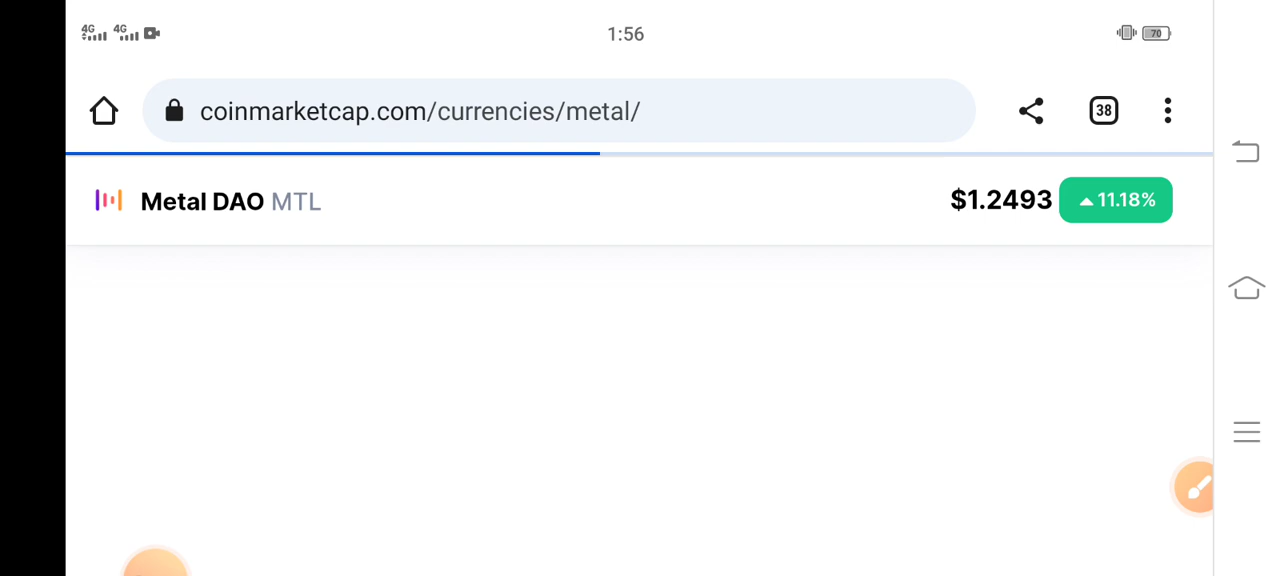 4G 4G 1:56 70
coinmarketcap.com/currencies/metal/ 38
Metal DAO MTL $1.2493 11.18%